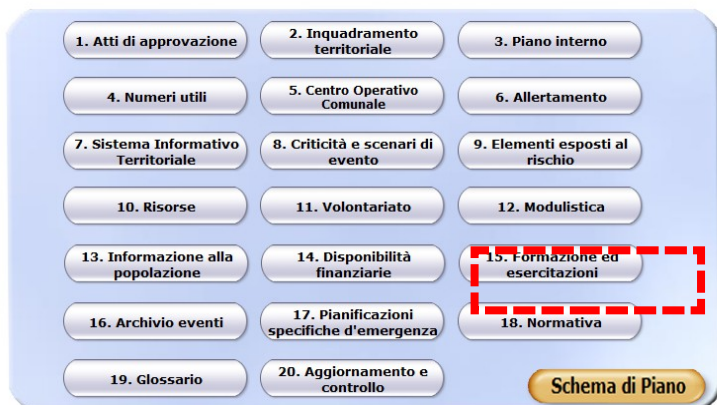 1. Atti di approvazione
2. Inquadramento
territoriale
3. Piano interno
4. Numeri utili
5. Centro Operativo
Comunale
6. Allertamento
7. Sistema Informativo
Territoriale
8. Criticità e scenari di
evento
9. Elementi esposti al
rischio
10. Risorse
11. Volontariato
12. Modulistica
13. Informazione alla
popolazione
14. Disponibilità
finanziarie
15. Formazione ed
esercitazioni
16. Archivio eventi
17. Pianificazioni
specifiche d'emergenza
18. Normativa
19. Glossario
20. Aggiornamento e
controllo
Schema di Piano